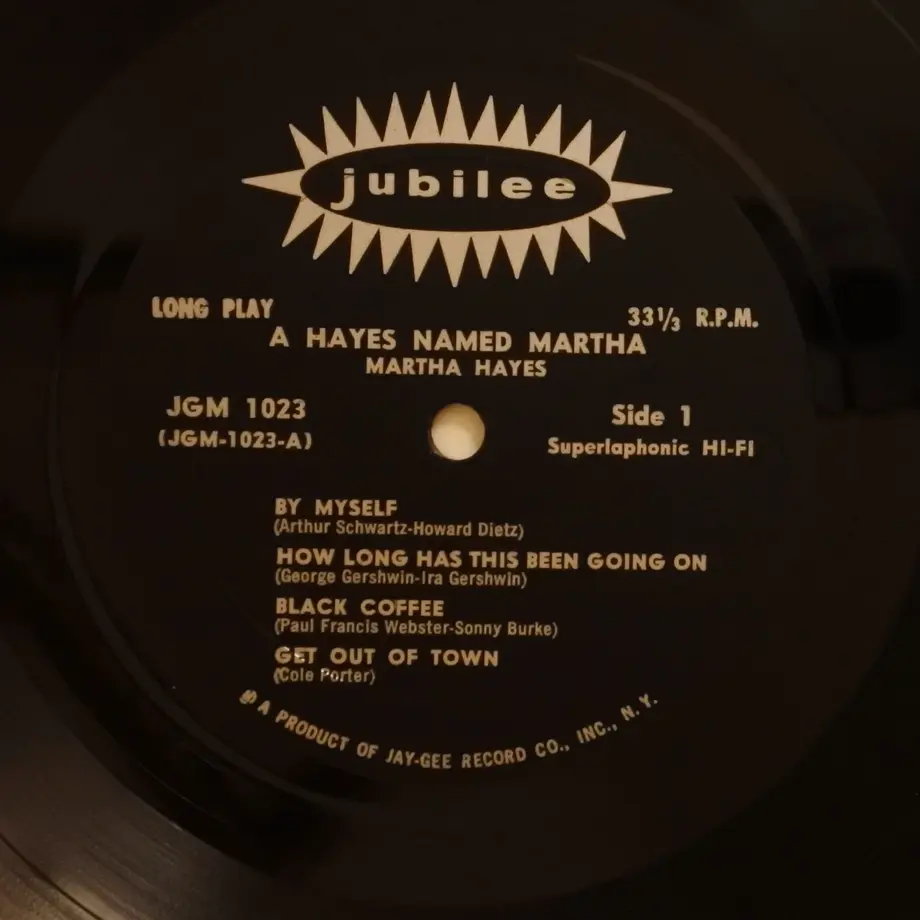 jubilee
LONG PLAY
33 1/3 R.P.M.
A HAYES NAMED MARTHA
MARTHA HAYES
JGM 1023
(JGM-1023-A)
Side 1
Superlaphonic HI-FI
BY MYSELF
(Arthur Schwartz-Howard Dietz)
HOW LONG HAS THIS BEEN GOING ON
(George Gershwin-Ira Gershwin)
BLACK COFFEE
(Paul Francis Webster-Sonny Burke)
GET OUT OF TOWN
(Cole Porter)
A PRODUCT OF JAY-GEE RECORD CO., INC., N. Y.